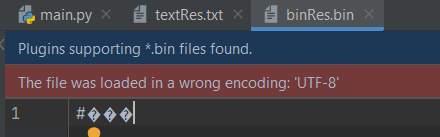 main.py textRes.txt binRes.bin
Plugins supporting *.bin files found.
The file was loaded in a wrong encoding: 'UTF-8'
1 #���